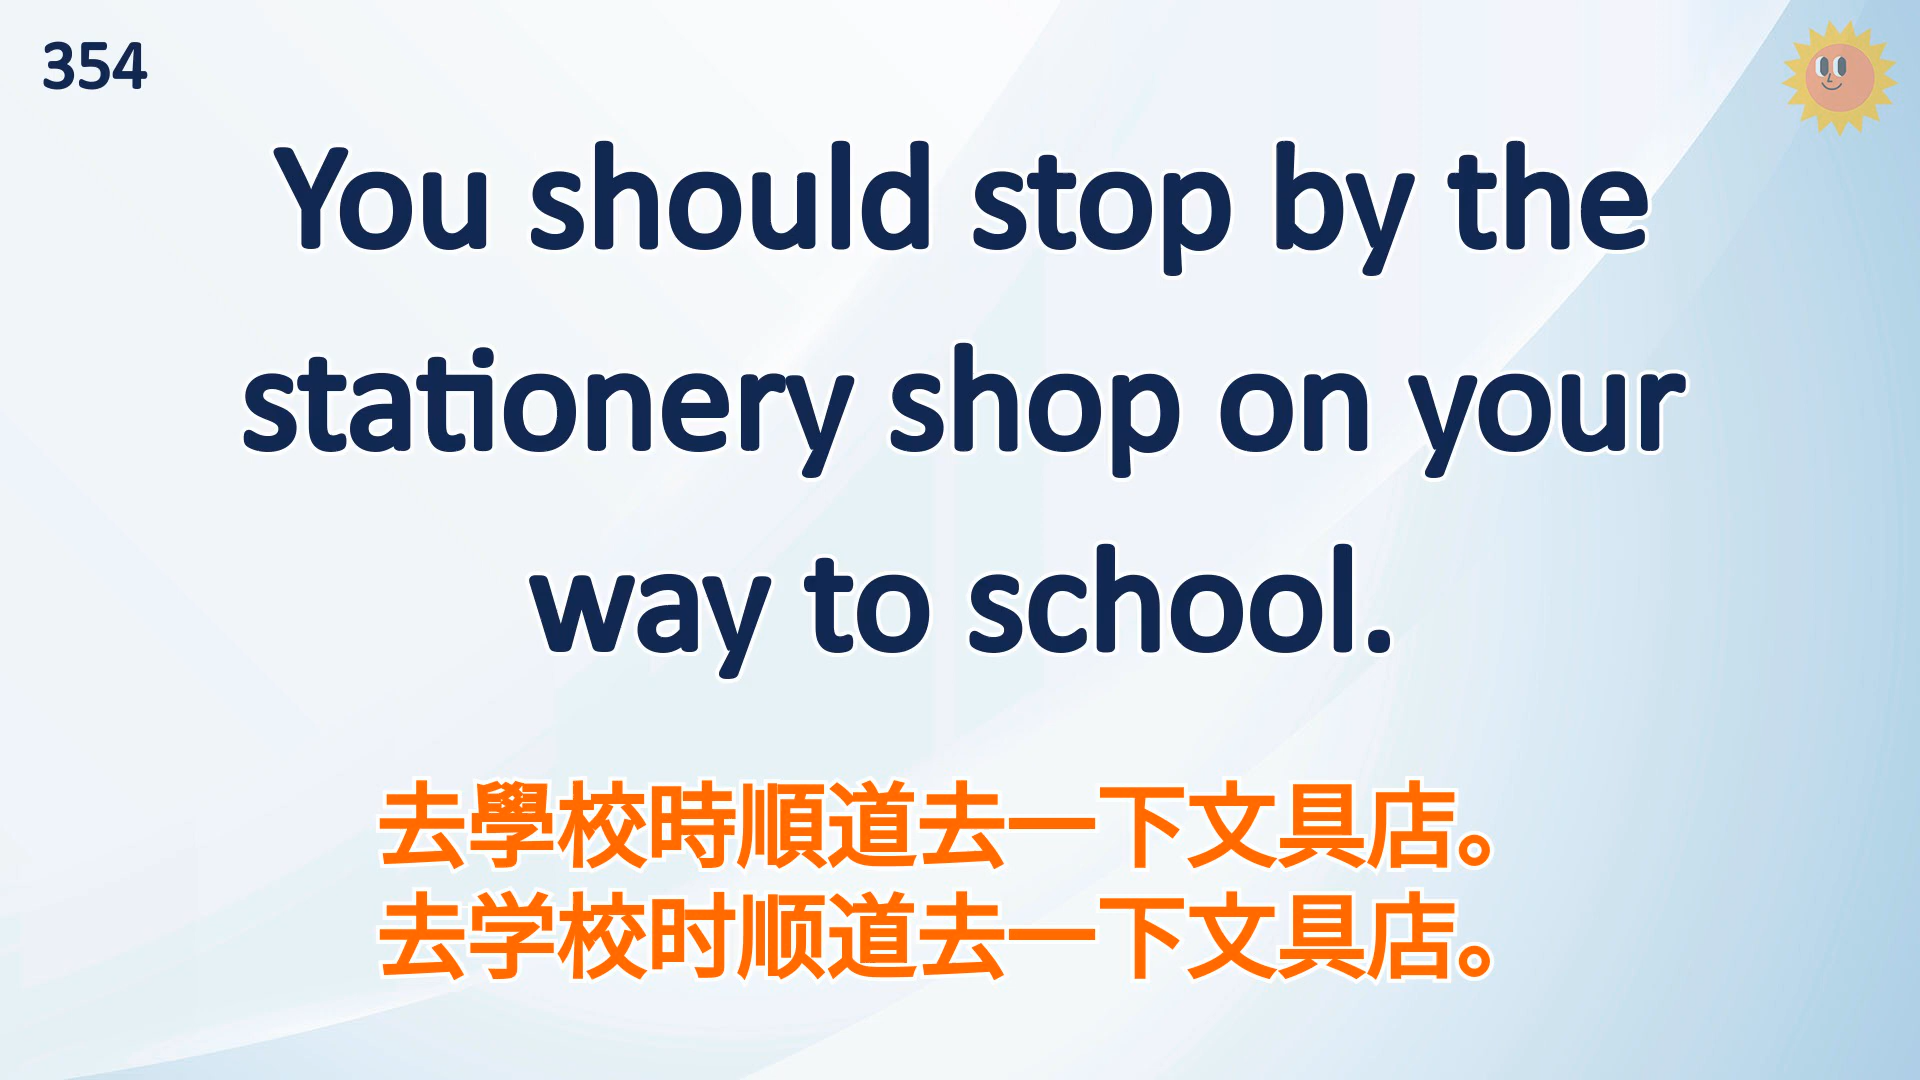 354
You should stop by the
stationery shop on your
way to school.
去學校時順道去一下文具店。
去学校时顺道去一下文具店。